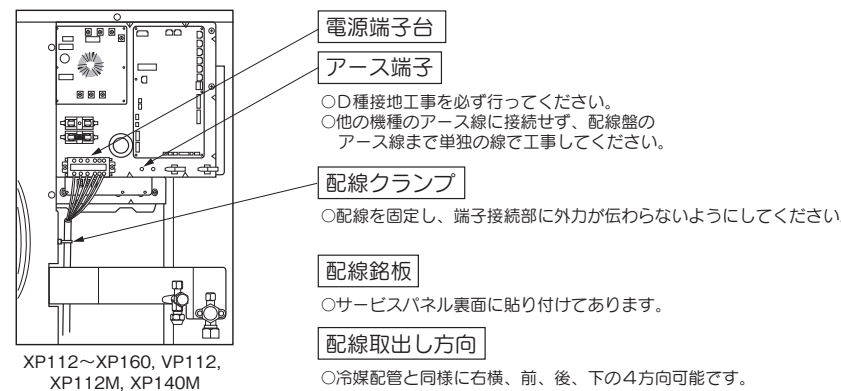 電源端子台
アース端子
○D種接地工事を必ず行ってください。
○他の機種のアース線に接続せず、配線盤の
アース線まで単独の線で工事してください。
配線クランプ
○配線を固定し、端子接続部に外力が伝わらないようにしてください。
配線銘板
○サービスパネル裏面に貼り付けてあります。
配線取出し方向
○冷媒配管と同様に右横、前、後、下の4方向可能です。
XP112～XP160, VP112,
XP112M, XP140M